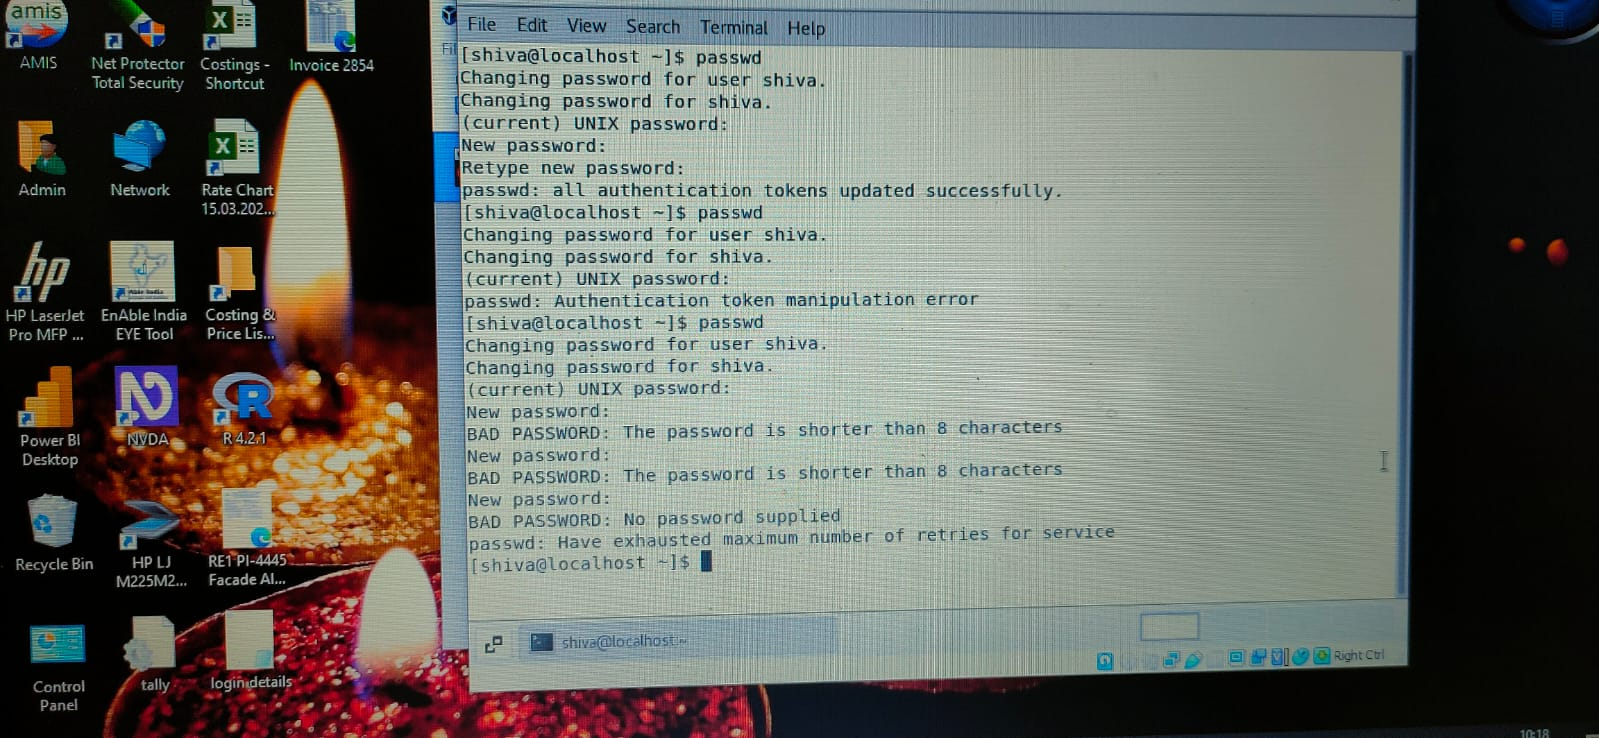 amis
AMIS
Net Protector
Total Security
Costings -
Shortcut
Invoice 2854
Admin
Network
Rate Chart
15.03.202...
hp
HP LaserJet
Pro MFP ...
EnAble India
EYE Tool
Costing &
Price Lis...
Power BI
Desktop
NVDA
R
R 4.2.1
Recycle Bin
HP LJ
M225M2...
RE1 PI-4445
Facade Al...
Control
Panel
tally
login details
File Edit View Search Terminal Help
[shiva@localhost ~]$ passwd
Changing password for user shiva.
Changing password for shiva.
(current) UNIX password:
New password:
Retype new password:
passwd: all authentication tokens updated successfully.
[shiva@localhost ~]$ passwd
Changing password for user shiva.
Changing password for shiva.
(current) UNIX password:
passwd: Authentication token manipulation error
[shiva@localhost ~]$ passwd
Changing password for user shiva.
Changing password for shiva.
(current) UNIX password:
New password:
BAD PASSWORD: The password is shorter than 8 characters
New password:
BAD PASSWORD: The password is shorter than 8 characters
New password:
BAD PASSWORD: No password supplied
passwd: Have exhausted maximum number of retries for service
[shiva@localhost ~]$
shiva@localhost:~
Right Ctrl
10:18